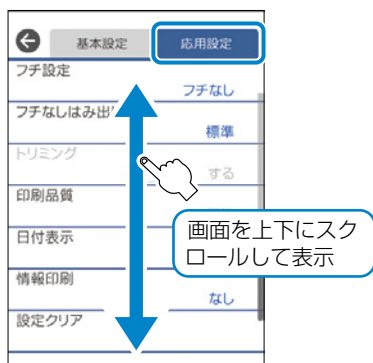 基本設定
応用設定
フチ設定
フチなし
フチなしはみ出
標準
トリミング
する
印刷品質
日付表示
情報印刷
なし
設定クリア
画面を上下にスク
ロールして表示